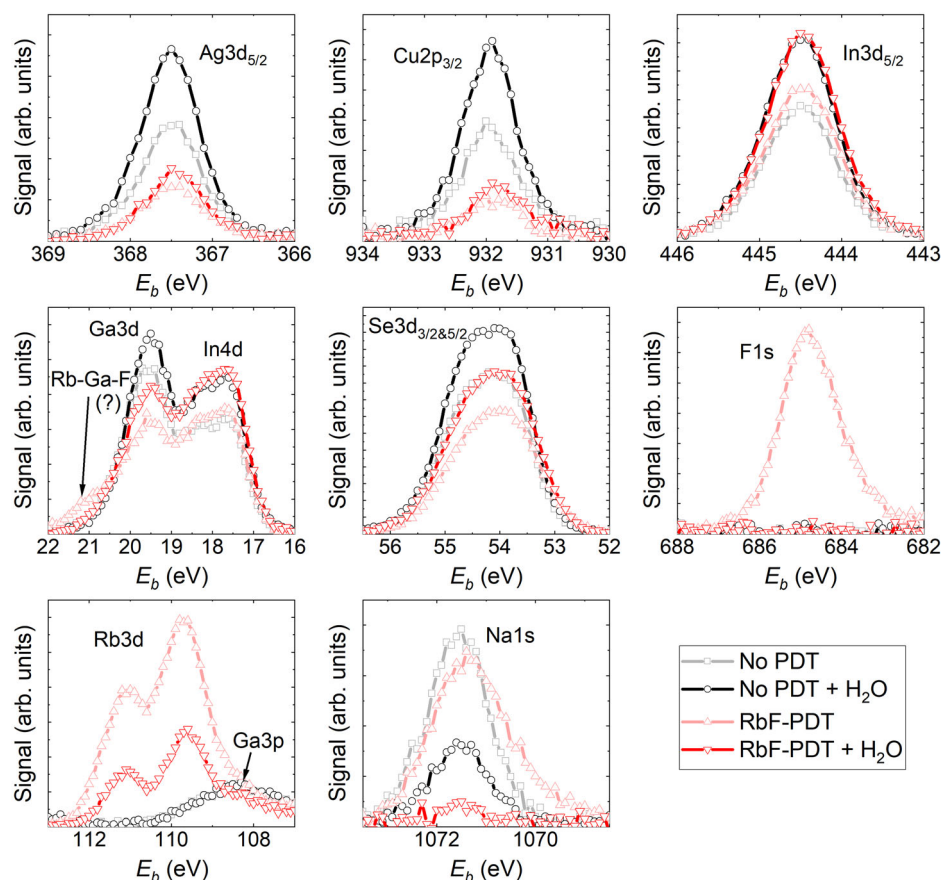 Signal (arb. units)
Ag3d5/2
369 368 367 366
Eb (eV)
Signal (arb. units)
Cu2p3/2
934 933 932 931 930
Eb (eV)
Signal (arb. units)
In3d5/2
446 445 444 443
Eb (eV)
Signal (arb. units)
Ga3d
In4d
Rb-Ga-F
(?)
22 21 20 19 18 17 16
Eb (eV)
Signal (arb. units)
Se3d3/2&5/2
56 55 54 53 52
Eb (eV)
Signal (arb. units)
F1s
688 686 684 682
Eb (eV)
Signal (arb. units)
Rb3d
Ga3p
112 110 108
Eb (eV)
Signal (arb. units)
Na1s
1072 1070
Eb (eV)
No PDT
No PDT + H2O
RbF-PDT
RbF-PDT + H2O